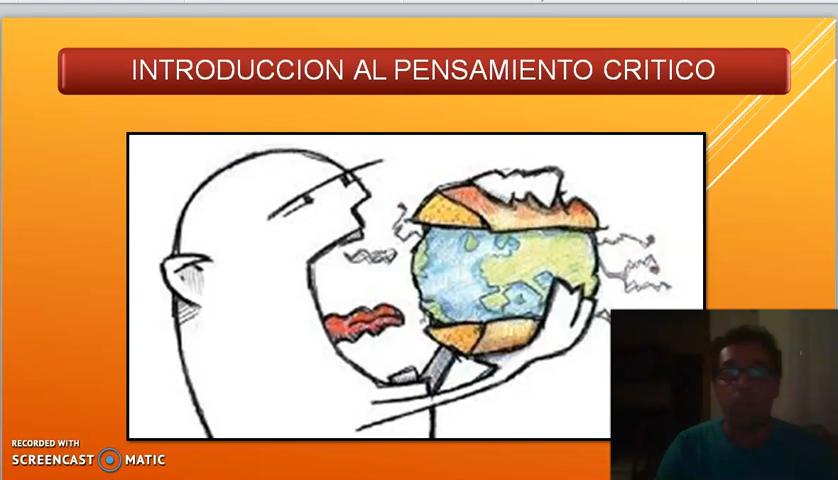 INTRODUCCION AL PENSAMIENTO CRITICO
RECORDED WITH
SCREENCAST MATIC